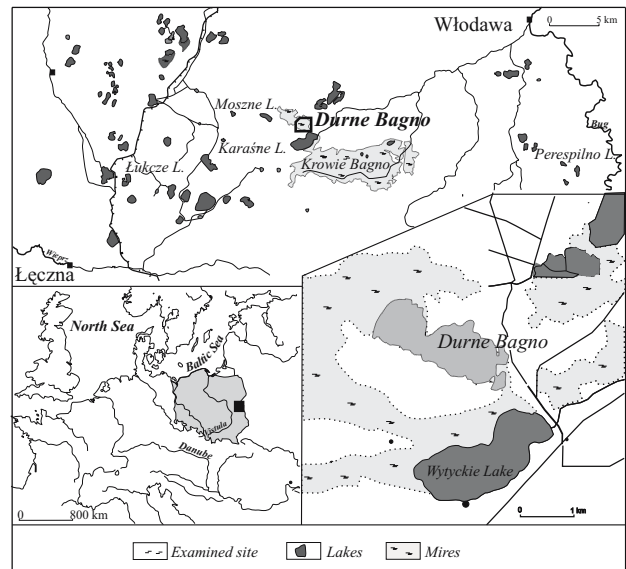 Włodawa
0
5 km
Moszne L.
Durne Bagno
Bug
Karaśne L.
Łukcze L.
Krowie Bagno
Perespilno L.
Wieprz
Łęczna
North Sea
Baltic Sea
Vistula
Danube
0
800 km
Durne Bagno
Wytyckie Lake
0
1 km
Examined site
Lakes
Mires